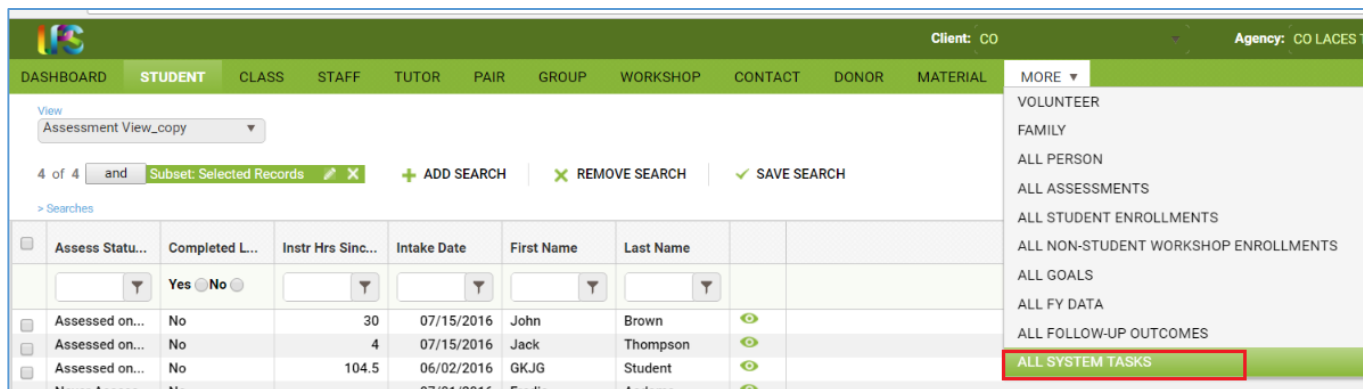 LFS
Client: CO
Agency: CO LACES
DASHBOARD STUDENT CLASS STAFF TUTOR PAIR GROUP WORKSHOP CONTACT DONOR MATERIAL MORE ▼
VOLUNTEER
FAMILY
ALL PERSON
ALL ASSESSMENTS
ALL STUDENT ENROLLMENTS
ALL NON-STUDENT WORKSHOP ENROLLMENTS
ALL GOALS
ALL FY DATA
ALL FOLLOW-UP OUTCOMES
ALL SYSTEM TASKS
View
Assessment View_copy
4 of 4 and Subset: Selected Records ADD SEARCH REMOVE SEARCH SAVE SEARCH
> Searches
Assess Statu... Completed L... Instr Hrs Sinc... Intake Date First Name Last Name
Yes No
Assessed on... No 30 07/15/2016 John Brown
Assessed on... No 4 07/15/2016 Jack Thompson
Assessed on... No 104.5 06/02/2016 GKJG Student